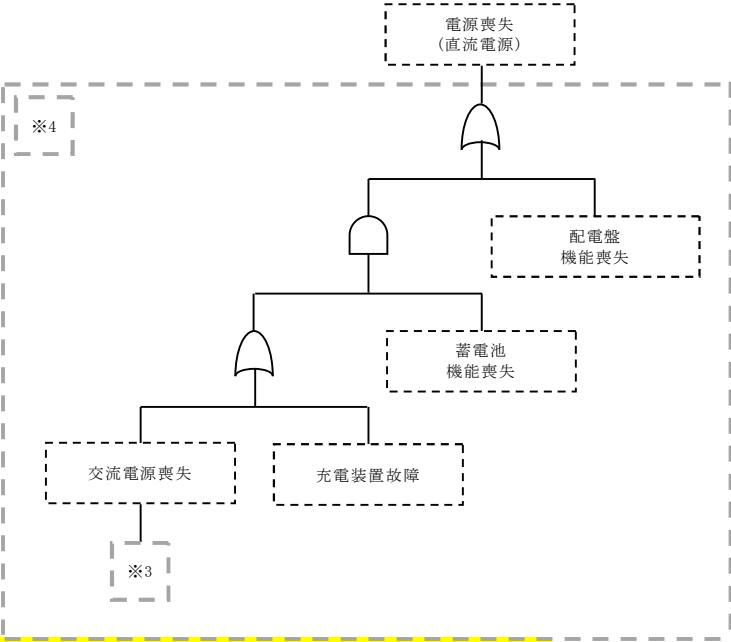 電源喪失
(直流電源)
※4
配電盤
機能喪失
蓄電池
機能喪失
交流電源喪失
充電装置故障
※3